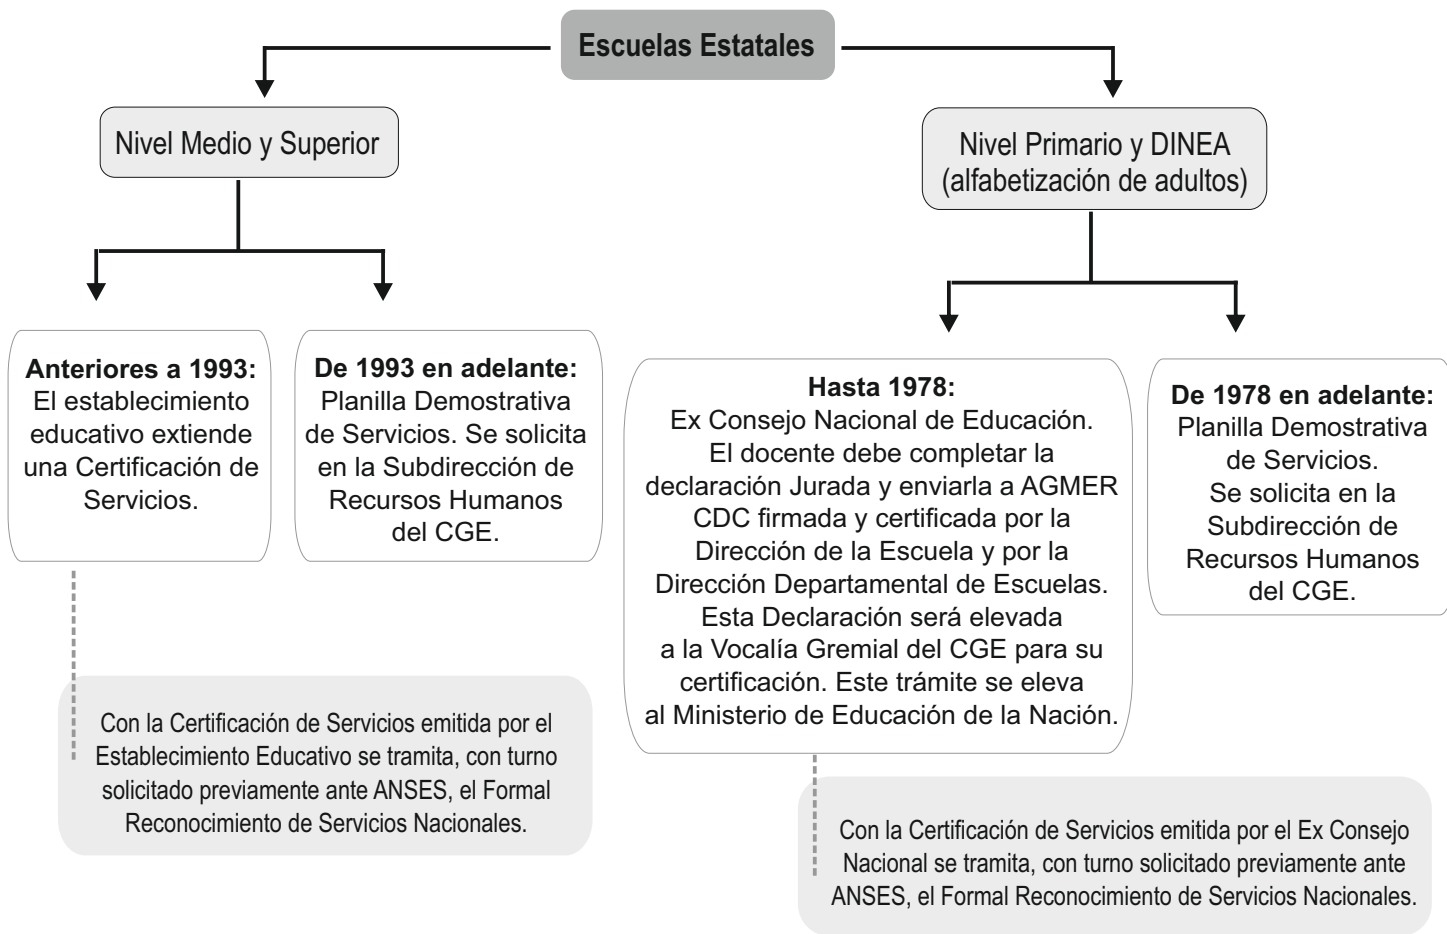 Escuelas Estatales
Nivel Medio y Superior
Nivel Primario y DINEA
(alfabetización de adultos)
Anteriores a 1993:
El establecimiento
educativo extiende
una Certificación de
Servicios.
De 1993 en adelante:
Planilla Demostrativa
de Servicios. Se solicita
en la Subdirección de
Recursos Humanos
del CGE.
Hasta 1978:
Ex Consejo Nacional de Educación.
El docente debe completar la
declaración Jurada y enviarla a AGMER
CDC firmada y certificada por la
Dirección de la Escuela y por la
Dirección Departamental de Escuelas.
Esta Declaración será elevada
a la Vocalía Gremial del CGE para su
certificación. Este trámite se eleva
al Ministerio de Educación de la Nación.
De 1978 en adelante:
Planilla Demostrativa
de Servicios.
Se solicita en la
Subdirección de
Recursos Humanos
del CGE.
Con la Certificación de Servicios emitida por el
Establecimiento Educativo se tramita, con turno
solicitado previamente ante ANSES, el Formal
Reconocimiento de Servicios Nacionales.
Con la Certificación de Servicios emitida por el Ex Consejo
Nacional se tramita, con turno solicitado previamente ante
ANSES, el Formal Reconocimiento de Servicios Nacionales.